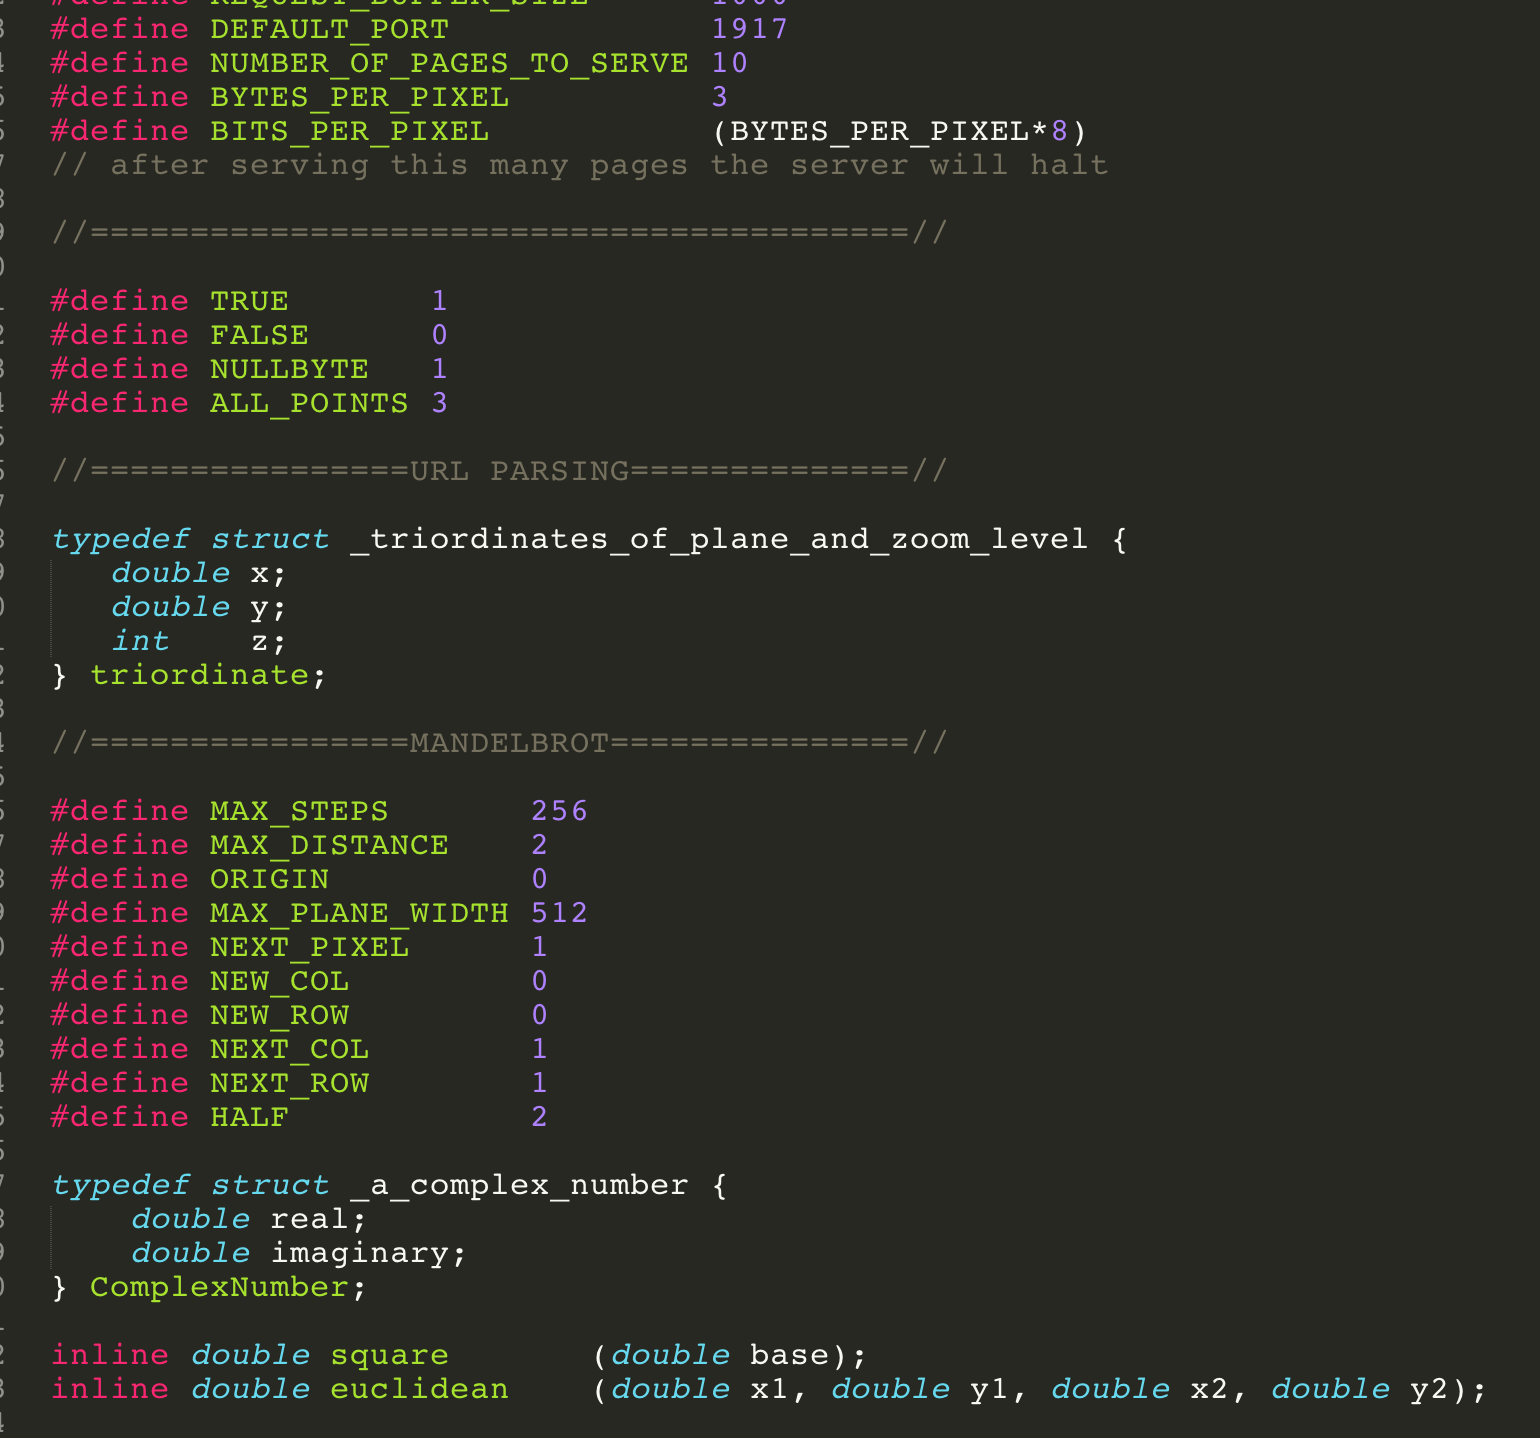 #define REQUEST_BUFFER_SIZE      1000
#define DEFAULT_PORT             1917
#define NUMBER_OF_PAGES_TO_SERVE 10
#define BYTES_PER_PIXEL          3
#define BITS_PER_PIXEL           (BYTES_PER_PIXEL*8)
// after serving this many pages the server will halt
//=========================================//
#define TRUE       1
#define FALSE      0
#define NULLBYTE   1
#define ALL_POINTS 3
//================URL PARSING==============//
typedef struct _triordinates_of_plane_and_zoom_level {
   double x;
   double y;
   int    z;
} triordinate;
//================MANDELBROT===============//
#define MAX_STEPS       256
#define MAX_DISTANCE    2
#define ORIGIN          0
#define MAX_PLANE_WIDTH 512
#define NEXT_PIXEL      1
#define NEW_COL         0
#define NEW_ROW         0
#define NEXT_COL        1
#define NEXT_ROW        1
#define HALF            2
typedef struct _a_complex_number {
    double real;
    double imaginary;
} ComplexNumber;
inline double square       (double base);
inline double euclidean    (double x1, double y1, double x2, double y2);